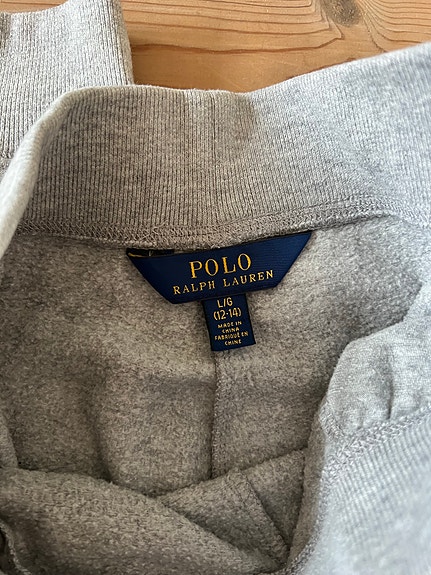 POLO
RALPH LAUREN
L/G
(12-14)
MADE IN
CHINA
FABRIQUÉ EN
CHINE